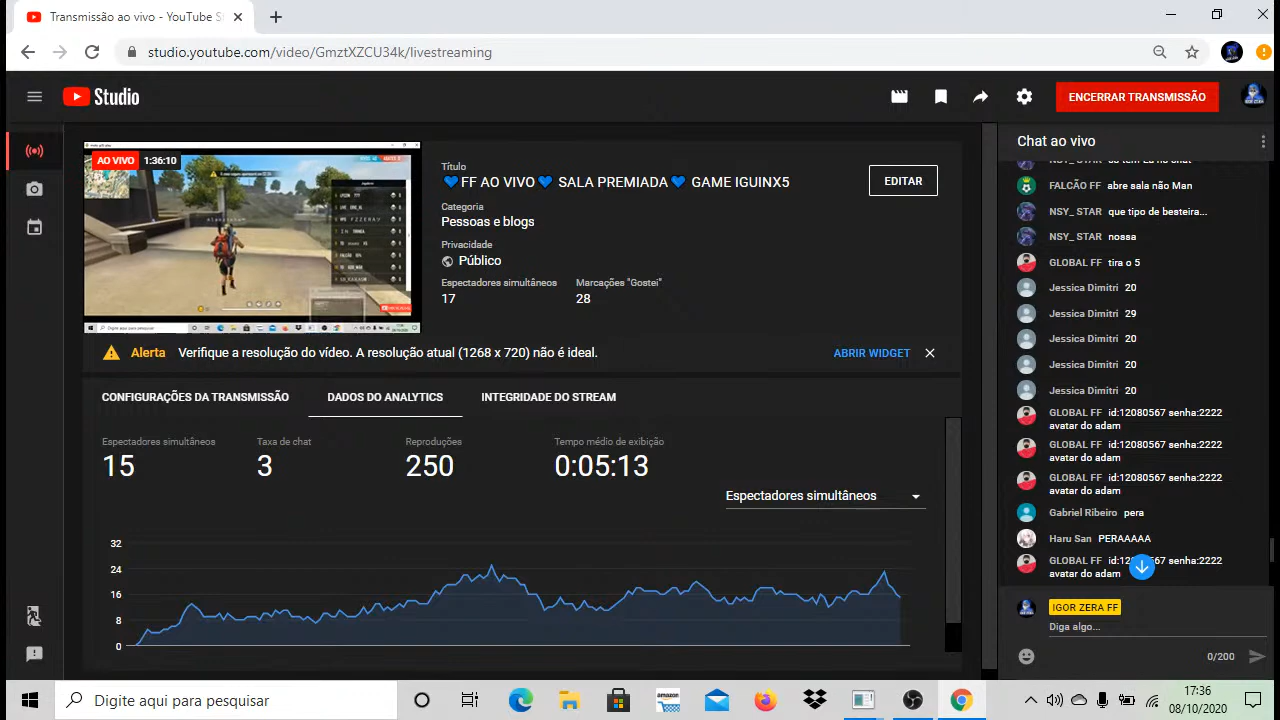 Transmissão ao vivo - YouTube S
studio.youtube.com/video/GmztXZCU34k/livestreaming
Studio
ENCERRAR TRANSMISSÃO
AO VIVO 1:36:10
Título
💙FF AO VIVO💙 SALA PREMIADA💙 GAME IGUINX5
EDITAR
Categoria
Pessoas e blogs
Privacidade
Público
Espectadores simultâneos
Marcações "Gostei"
17
28
Alerta Verifique a resolução do vídeo. A resolução atual (1268 x 720) não é ideal.
ABRIR WIDGET
CONFIGURAÇÕES DA TRANSMISSÃO
DADOS DO ANALYTICS
INTEGRIDADE DO STREAM
Espectadores simultâneos
Taxa de chat
Reproduções
Tempo médio de exibição
15
3
250
0:05:13
Espectadores simultâneos
32
24
16
8
0
Chat ao vivo
FALCÃO FF abre sala não Man
NSY_ STAR que tipo de besteira...
NSY_ STAR nossa
GLOBAL FF tira o 5
Jessica Dimitri 20
Jessica Dimitri 29
Jessica Dimitri 20
Jessica Dimitri 20
Jessica Dimitri 20
GLOBAL FF id:12080567 senha:2222
avatar do adam
GLOBAL FF id:12080567 senha:2222
avatar do adam
GLOBAL FF id:12080567 senha:2222
avatar do adam
Gabriel Ribeiro pera
Haru San PERAAAAA
GLOBAL FF id:12080567 senha:2222
avatar do adam
IGOR ZERA FF
Diga algo...
0/200
Digite aqui para pesquisar
amazon
17:36
08/10/2020